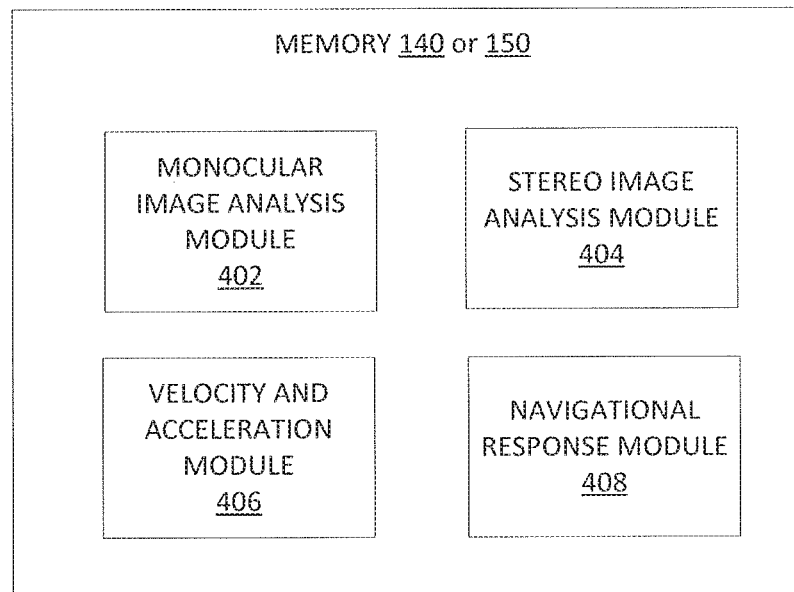 MEMORY 140 or 150
MONOCULAR
IMAGE ANALYSIS
MODULE
402
STEREO IMAGE
ANALYSIS MODULE
404
VELOCITY AND
ACCELERATION
MODULE
406
NAVIGATIONAL
RESPONSE MODULE
408